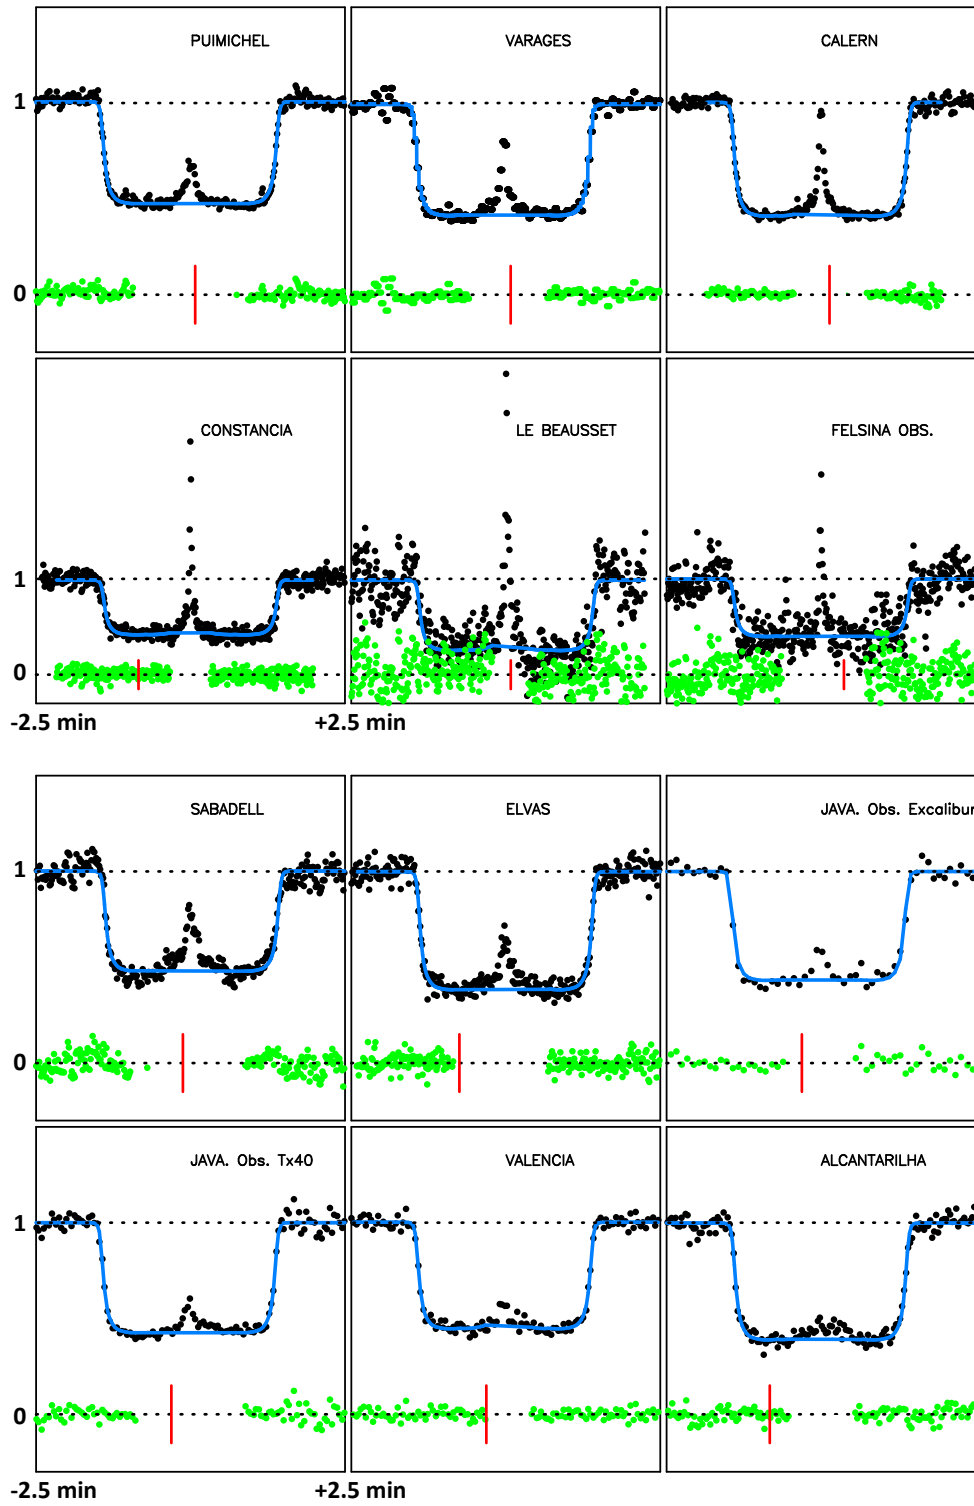 PUIMICHEL VARAGES CALERN
1
0
CONSTANCIA LE BEAUSSET FELSINA OBS.
1
0
-2.5 min +2.5 min
SABADELL ELVAS JAVA. Obs. Excalibur
1
0
JAVA. Obs. Tx40 VALENCIA ALCANTARILHA
1
0
-2.5 min +2.5 min